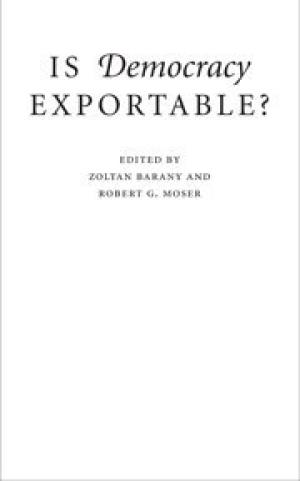 IS Democracy
EXPORTABLE?
EDITED BY
ZOLTAN BARANY AND
ROBERT G. MOSER